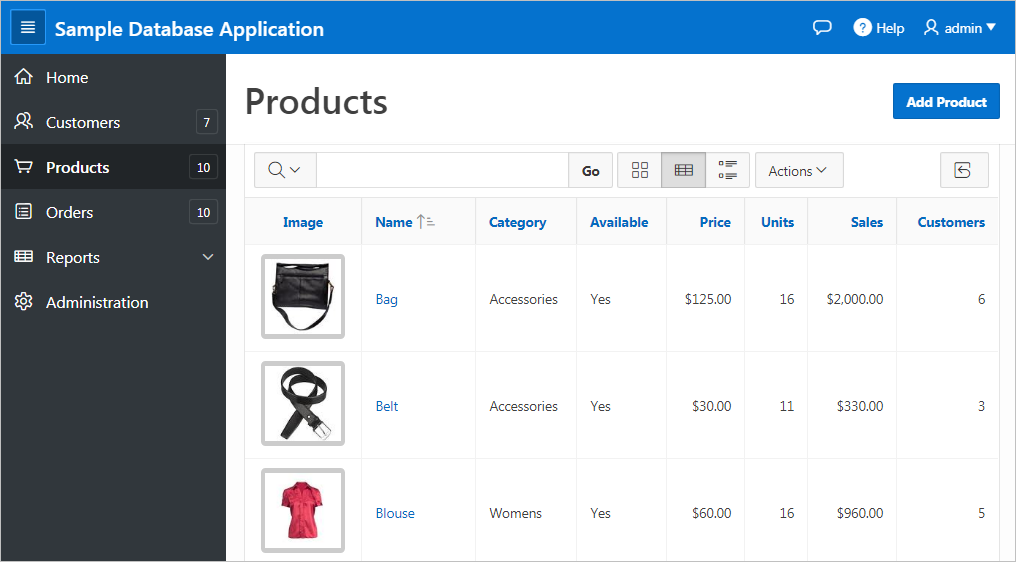 Sample Database Application
Help
admin
Home
Customers 7
Products 10
Orders 10
Reports
Administration
Products
Add Product
Go
Actions
Image Name Category Available Price Units Sales Customers
Bag Accessories Yes $125.00 16 $2,000.00 6
Belt Accessories Yes $30.00 11 $330.00 3
Blouse Womens Yes $60.00 16 $960.00 5